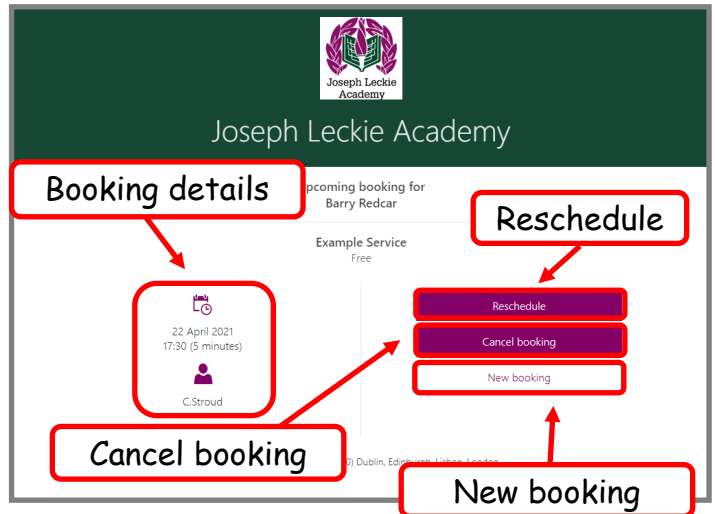 Joseph Leckie
Academy
Joseph Leckie Academy
Booking details
pcoming booking for
Barry Redcar
Reschedule
Example Service
Free
22 April 2021
17:30 (5 minutes)
C.Stroud
Reschedule
Cancel booking
New booking
Cancel booking
0) Dublin, Edinburgh, Lisbon, London
New booking